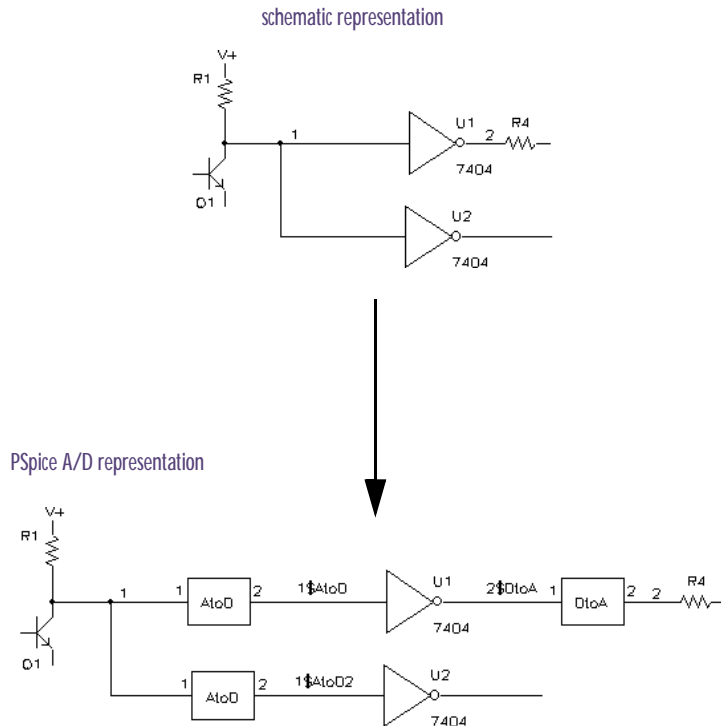 schematic representation
V+
R1
1
U1
2
R4
7404
Q1
U2
7404
PSpice A/D representation
V+
R1
1
1
AtoD
2
1$AtoD
U1
2$DtoA
1
DtoA
2
2
R4
7404
Q1
1
AtoD
2
1$AtoD2
U2
7404